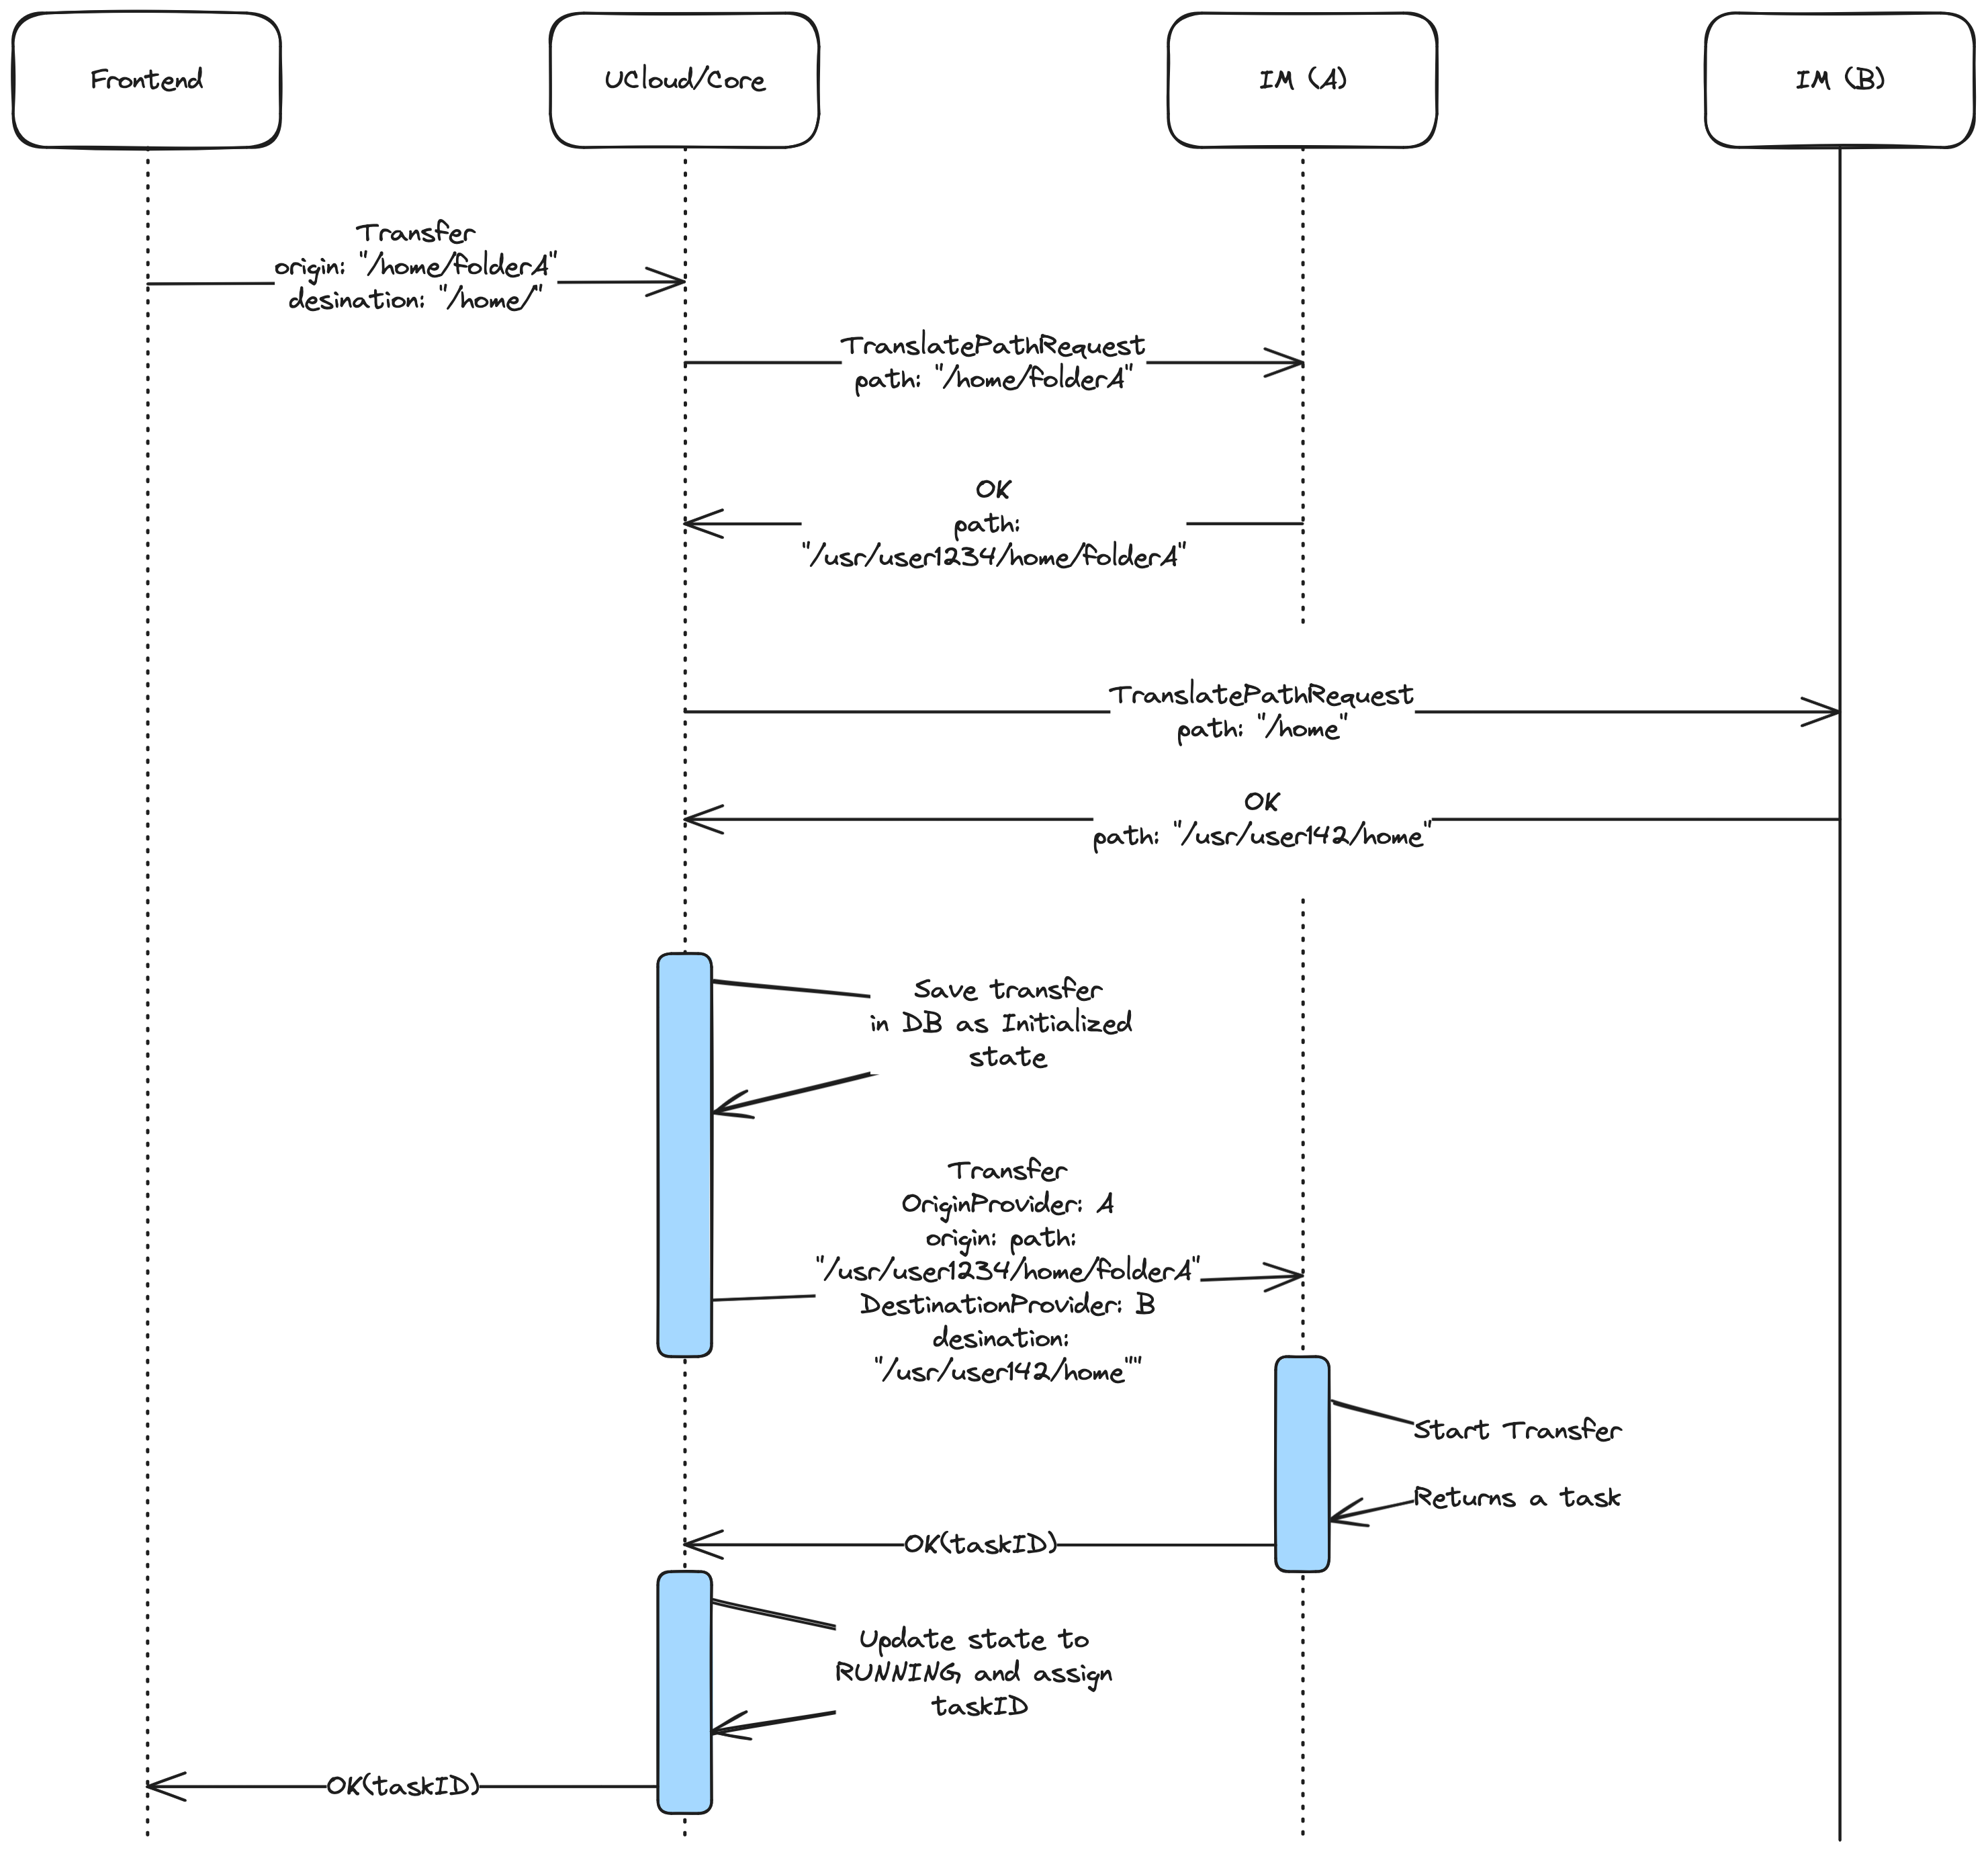 Frontend
UCloud/Core
IM (A)
IM (B)
Transfer
origin: "/home/folderA"
desination: "/home/"
TranslatePathRequest
path: "/home/folderA"
OK
path:
"/usr/user1234/home/folderA"
TranslatePathRequest
path: "/home"
OK
path: "/usr/user142/home"
Save transfer
in DB as Initialized
state
Transfer
OriginProvider: A
origin: path:
"/usr/user1234/home/folderA"
DestinationProvider: B
desination:
"/usr/user142/home""
Start Transfer
Returns a task
OK(taskID)
Update state to
RUNNING, and assign
taskID
OK(taskID)